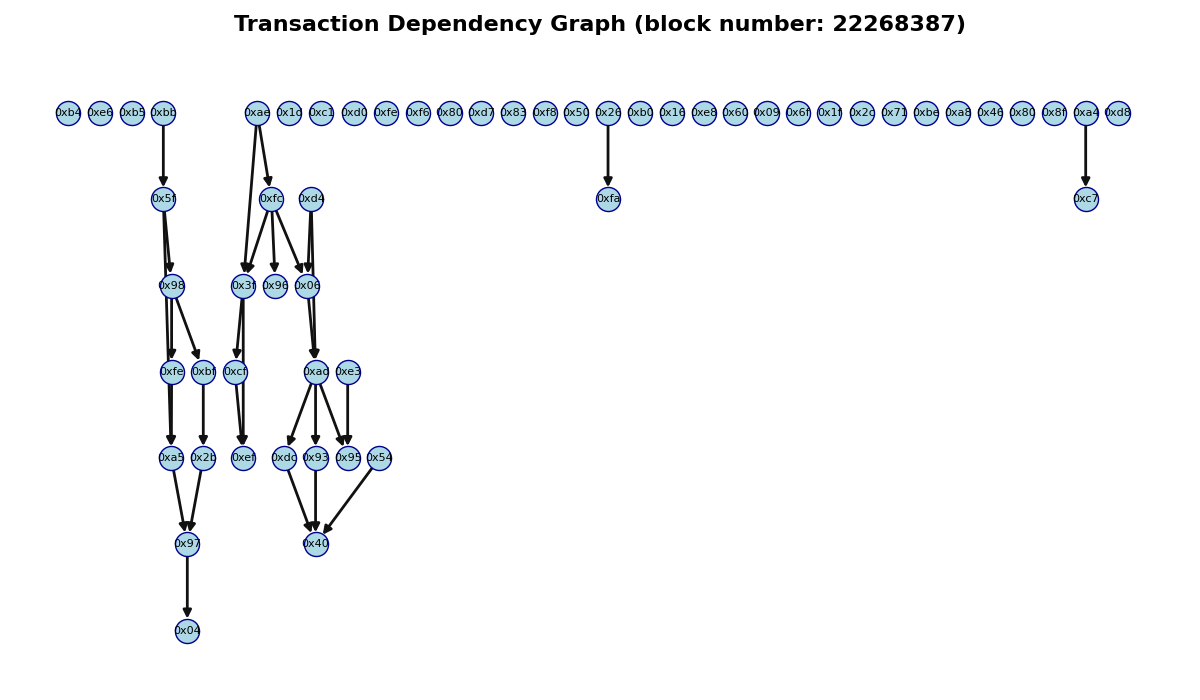 Transaction Dependency Graph (block number: 22268387)
0xb4 0xe6 0xb5 0xbb 0xae 0x1d 0xc1 0xd0 0xfe 0xf6 0x80 0xd7 0x83 0xf8 0x50 0x26 0xb0 0x16 0xe8 0x60 0x09 0x6f 0x1f 0x2c 0x71 0xbe 0xa8 0x46 0x80 0x8f 0xa4 0xd8
0x5f 0xfc 0xd4 0xfa 0xc7
0x98 0x3f 0x96 0x06
0xfe 0xbf 0xcf 0xad 0xe3
0xa5 0x2b 0xef 0xdc 0x93 0x95 0x54
0x97 0x40
0x04